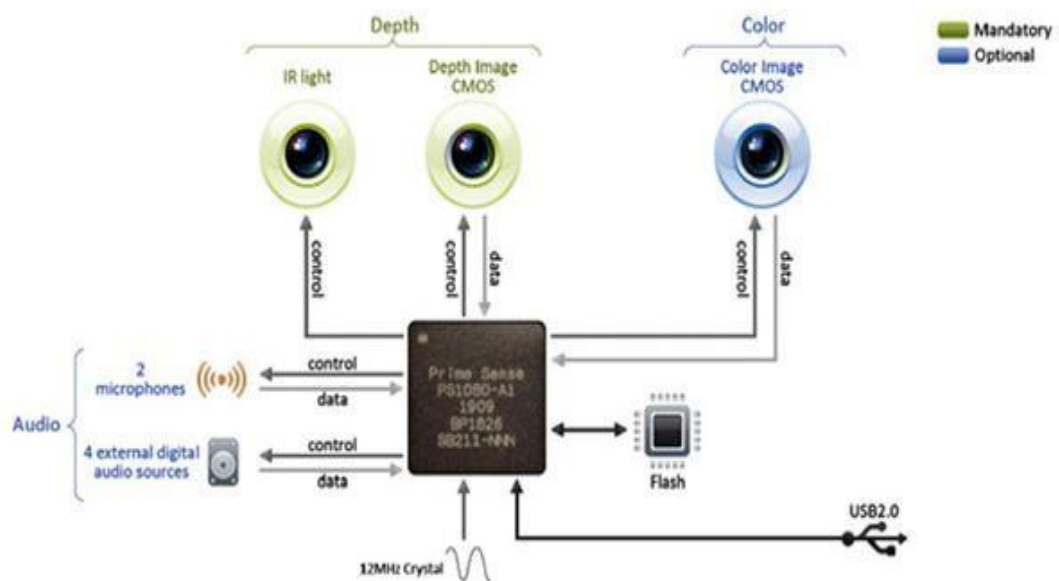 Depth
Color
Mandatory
Optional
IR light
Depth Image
CMOS
Color Image
CMOS
control
control
data
control
data
Audio
2
microphones
control
data
4 external digital
audio sources
control
data
Prime Sense
PS1080-A1
1909
BP1826
SB211-NNN
Flash
USB2.0
12MHz Crystal